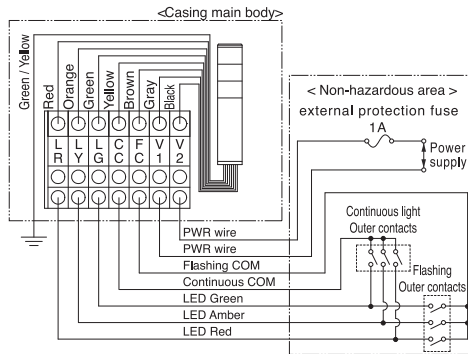 <Casing main body>
Green / Yellow
Red
Orange
Green
Yellow
Brown
Gray
Black
L R
L Y
L G
C C
F C
V 1
V 2
< Non-hazardous area >
external protection fuse
1A
Power
supply
PWR wire
PWR wire
Flashing COM
Continuous COM
LED Green
LED Amber
LED Red
Continuous light
Outer contacts
Flashing
Outer contacts